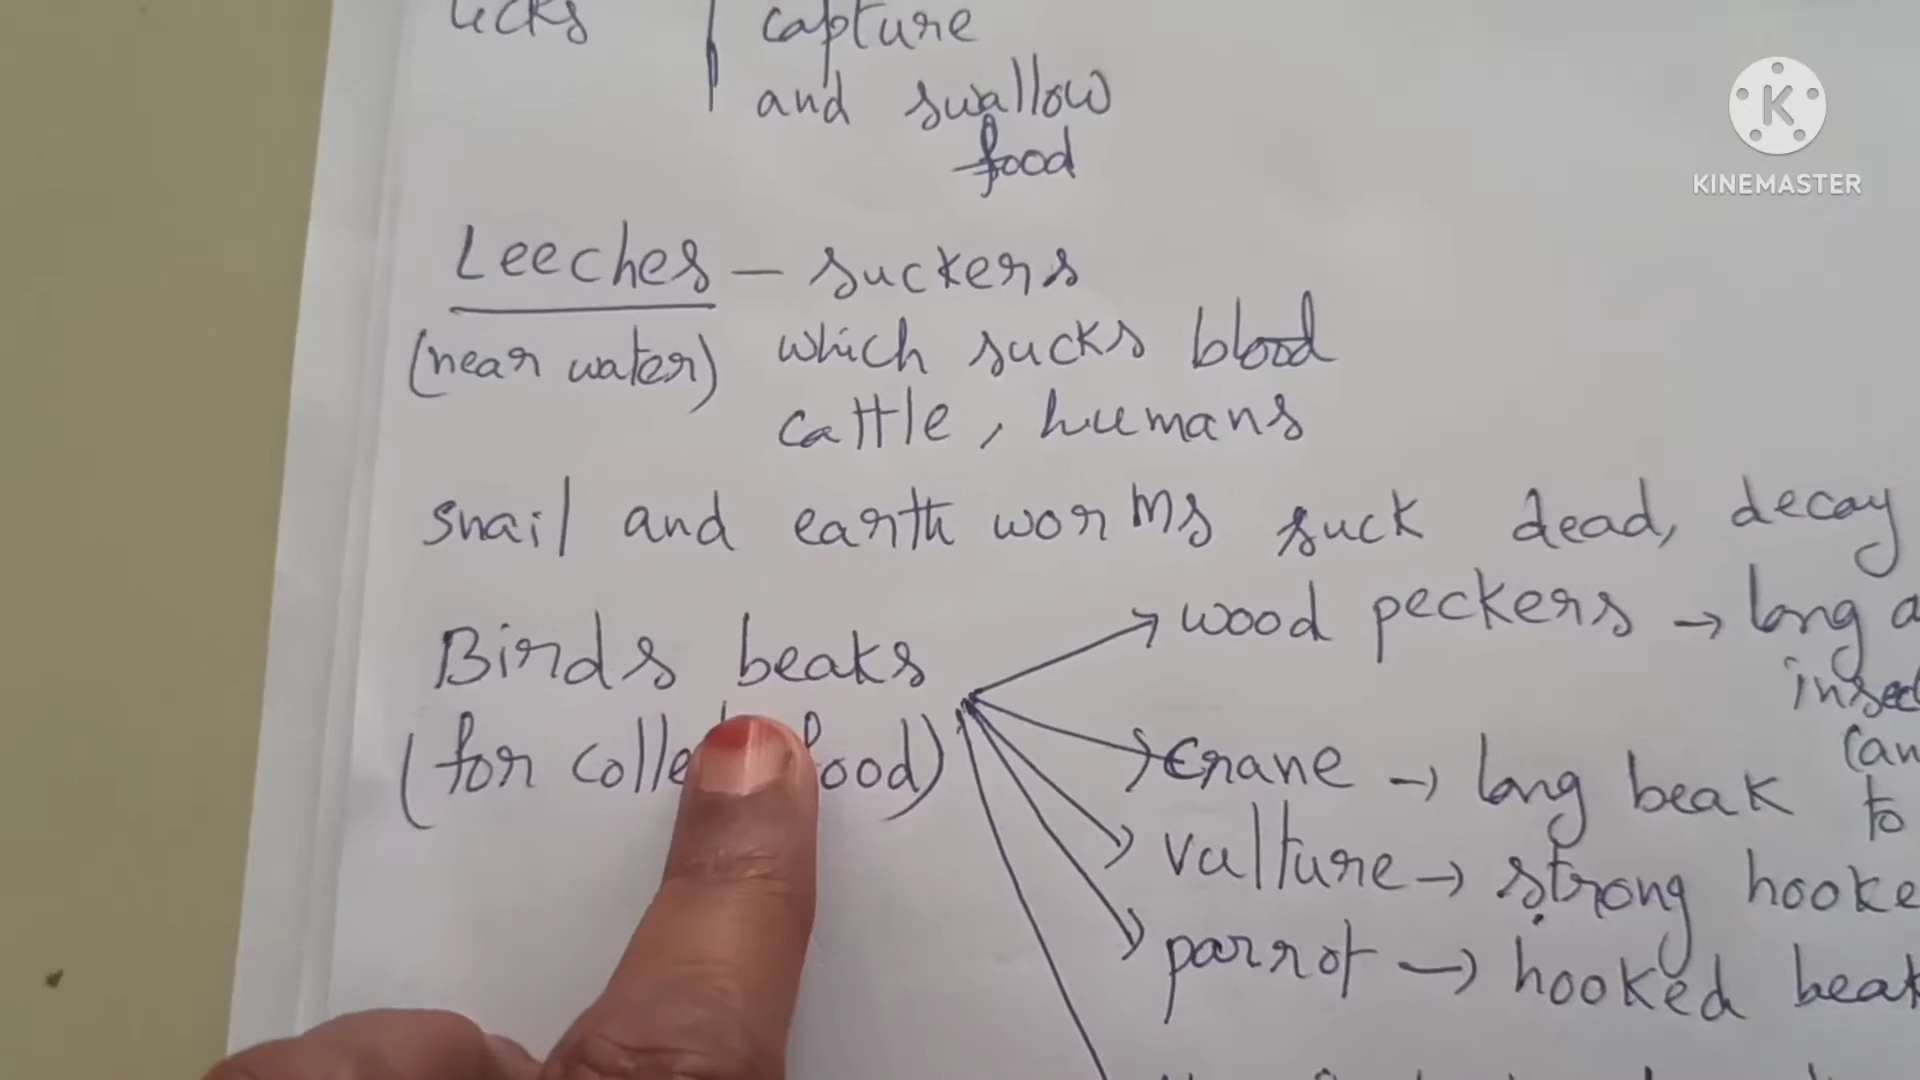 licks capture
and swallow
food
KINEMASTER
Leeches – suckers
(near water) which sucks blood
cattle, humans
snail and earth worms suck dead, decay
Birds beaks → wood peckers → long
(for colle food) → crane → long beak to
→ vulture → strong hooke
→ parrot → hooked beak